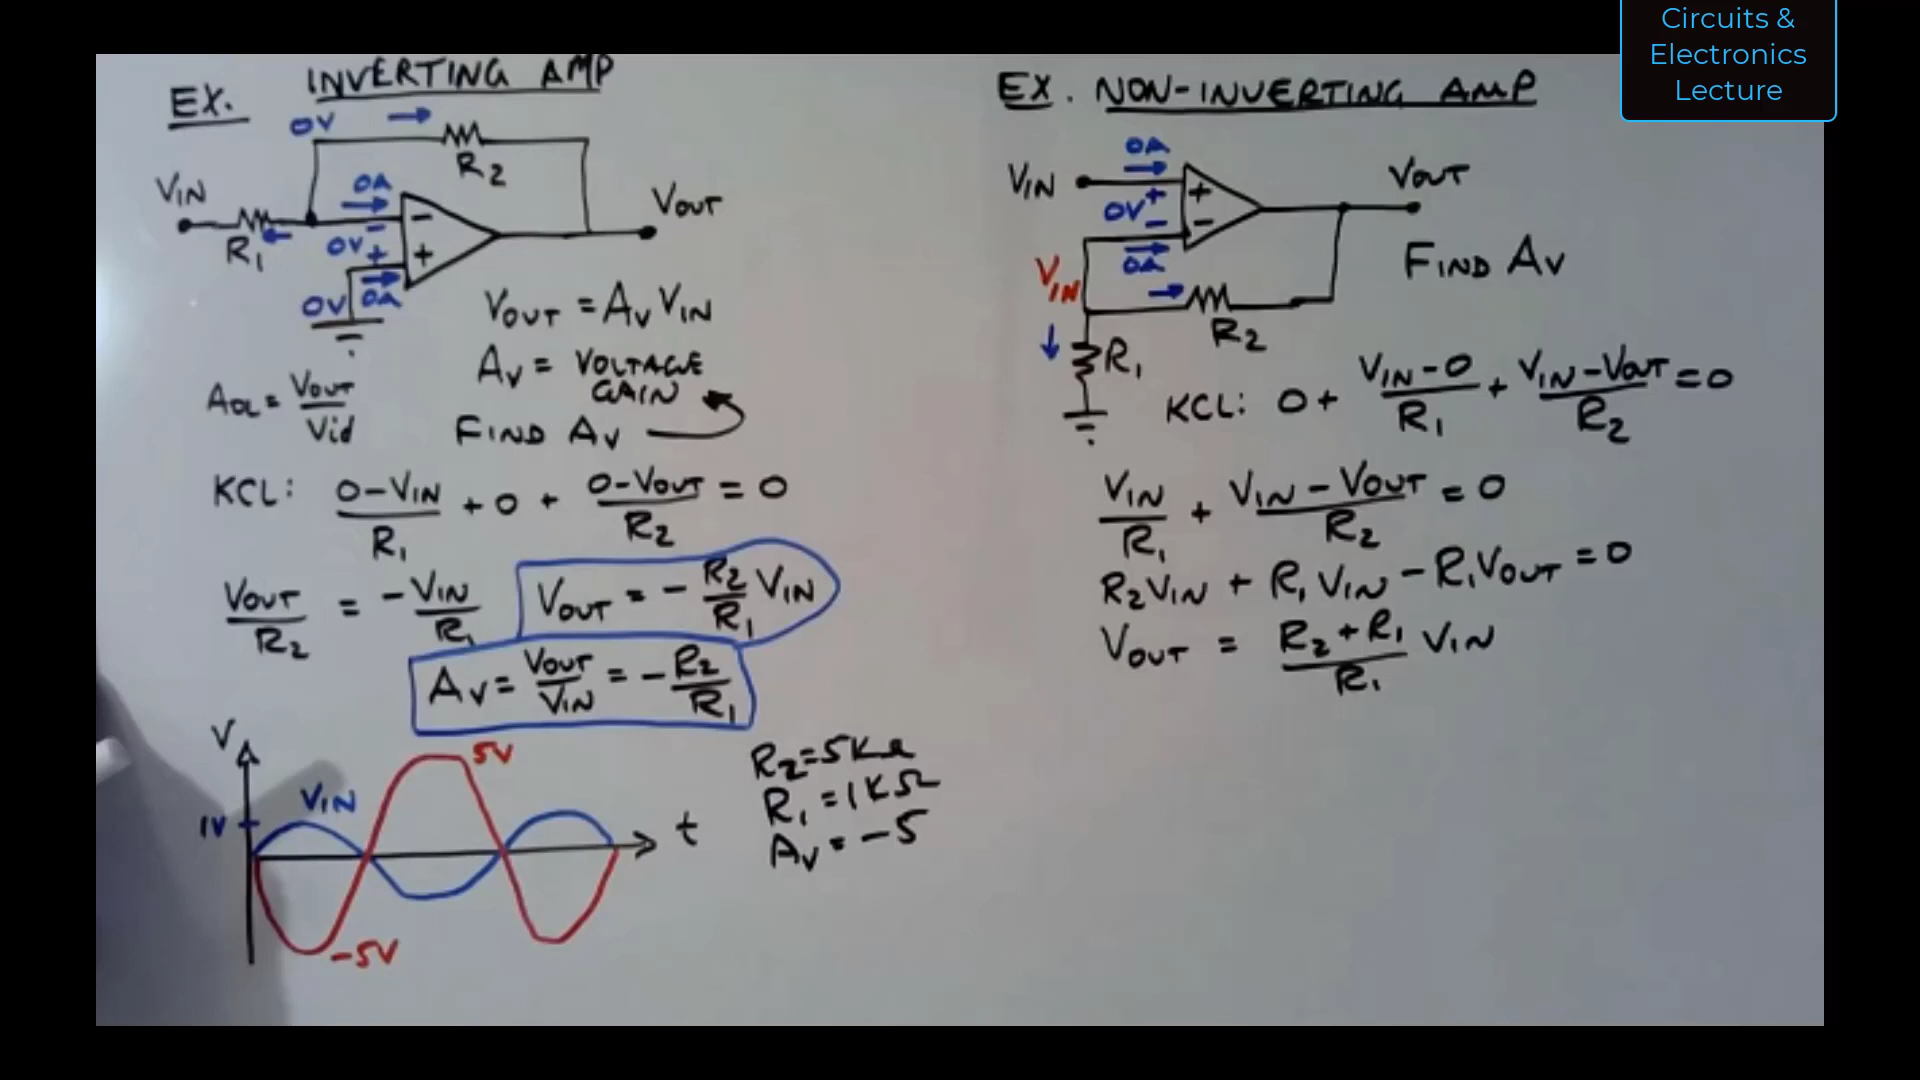 Circuits &
Electronics
Lecture
EX. INVERTING AMP
0V
R2
VIN
0A
VOUT
R1
0V
-
+
-
+
0V
0A
VOUT = AV VIN
AOL = VOUT/Vid
AV = VOLTAGE
GAIN
FIND AV
KCL: (0-VIN)/R1 + 0 + (0-VOUT)/R2 = 0
VOUT/R2 = -VIN/R1
VOUT = -R2/R1 VIN
AV = VOUT/VIN = -R2/R1
V
5V
VIN
1V
t
-5V
R2=5KΩ
R1=1KΩ
AV=-5
EX. NON-INVERTING AMP
0A
VIN
VOUT
+
0V
-
+
-
0A
FIND AV
VIN
R2
R1
KCL: 0 + (VIN-0)/R1 + (VIN-VOUT)/R2 = 0
VIN/R1 + (VIN-VOUT)/R2 = 0
R2VIN + R1VIN - R1VOUT = 0
VOUT = (R2+R1)/R1 VIN